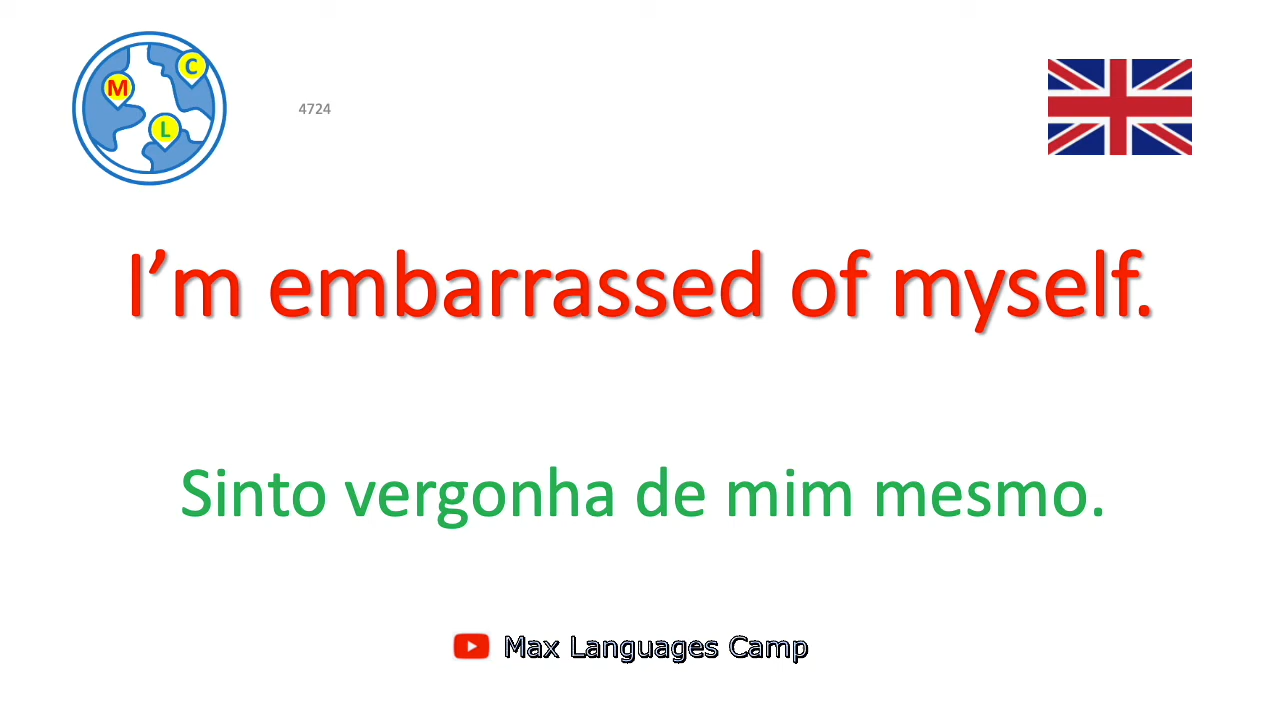 M
C
L
4724
I’m embarrassed of myself.
Sinto vergonha de mim mesmo.
Max Languages Camp